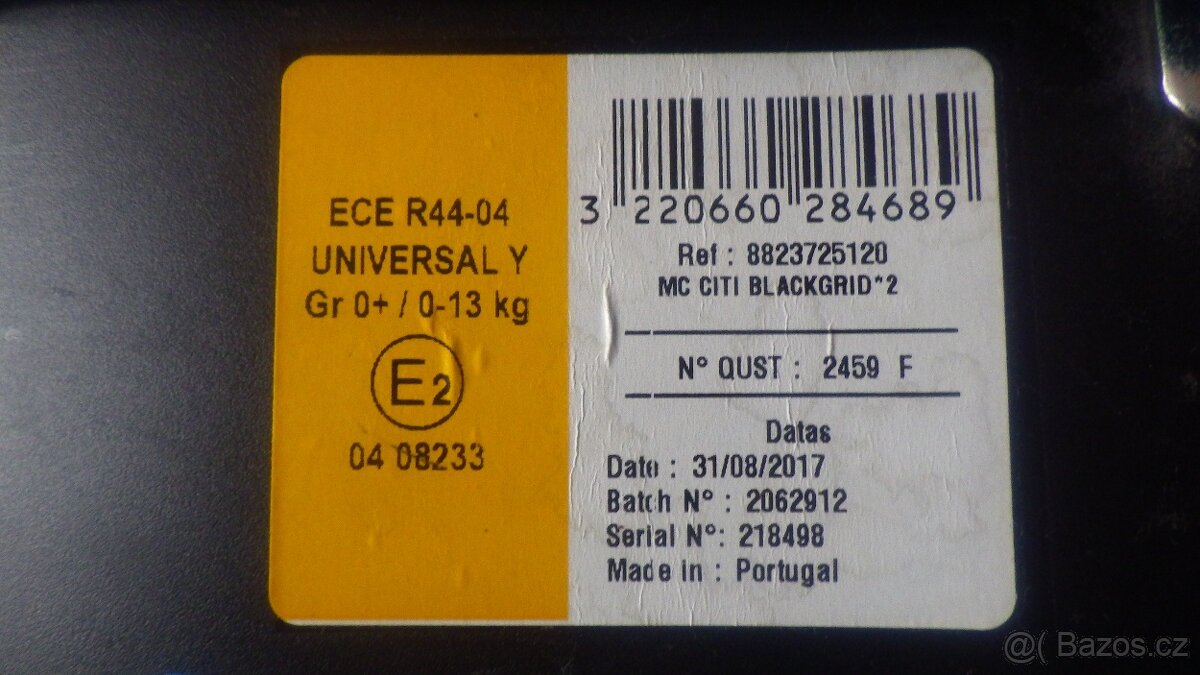 ECE R44-04
UNIVERSAL Y
Gr 0+ / 0-13 kg
E2
04 08233
3 220660 284689
Ref : 8823725120
MC CITI BLACKGRID*2
N° QUST : 2459 F
Datas
Date : 31/08/2017
Batch N° : 2062912
Serial N°: 218498
Made in : Portugal
@( Bazos.cz